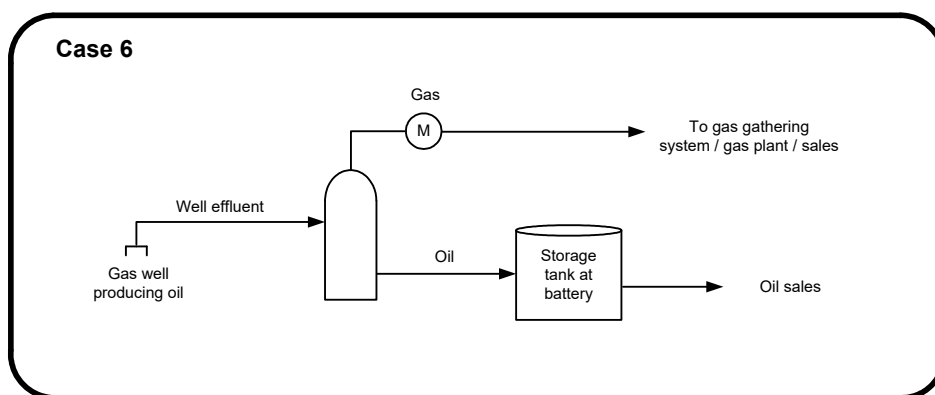 Case 6
Gas
M
To gas gathering
system / gas plant / sales
Well effluent
Gas well
producing oil
Oil
Storage
tank at
battery
Oil sales